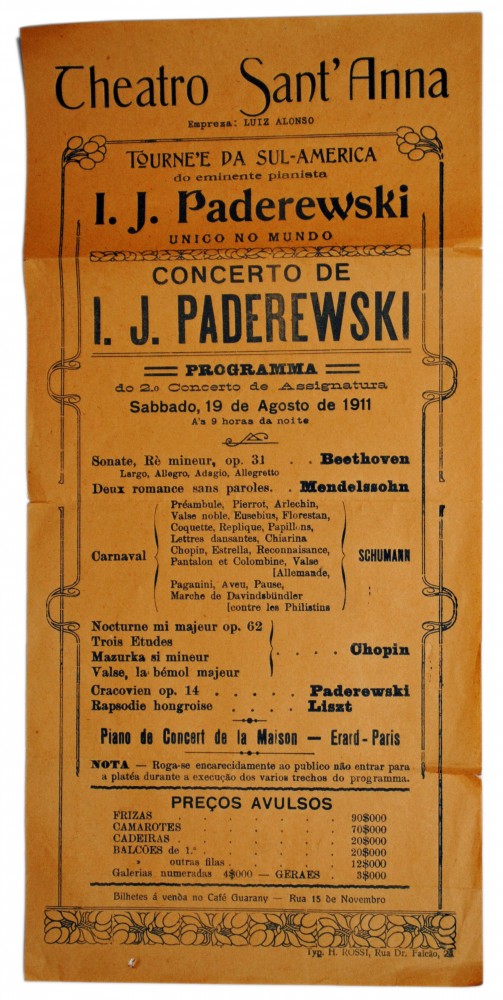 Theatro Sant'Anna
Empreza: LUIZ ALONSO
TOURNE'E DA SUL-AMERICA
do eminente pianista
I. J. Paderewski
UNICO NO MUNDO
CONCERTO DE
I. J. PADEREWSKI
PROGRAMMA
do 2.o Concerto de Assignatura
Sabbado, 19 de Agosto de 1911
A's 9 horas da noite
Sonate, Rè mineur, op. 31 . . Beethoven
Largo, Allegro, Adagio, Allegretto
Deux romance sans paroles. . Mendelssohn
Préambule, Pierrot, Arlechin,
Valse noble, Eusebius, Florestan,
Coquette, Replique, Papillons,
Lettres dansantes, Chiarina
Carnaval Chopin, Estrella, Reconnaisance, SCHUMANN
Pantalon et Colombine, Valse
[Allemande,
Paganini, Aveu, Pause,
Marche de Davindsbündler
[contre les Philistins
Nocturne mi majeur op. 62
Trois Etudes
Mazurka si mineur . . . . Chopin
Valse, la bémol majeur
Cracovien op. 14 . . . . . Paderewski
Rapsodie hongroise . . . . Liszt
Piano de Concert de la Maison — Erard-Paris
NOTA — Roga-se encarecidamente ao publico não entrar para
a platéa durante a execução dos varios trechos do programma.
PREÇOS AVULSOS
FRIZAS . . . . . . . 90$000
CAMAROTES . . . . . . 70$000
CADEIRAS . . . . . . 20$000
BALCÕES de 1.ª . . . . . 20$000
» outras filas . . . . . 12$000
Galerias numeradas 4$000 — GERAES . 3$000
Bilhetes á venda no Café Guarany — Rua 15 de Novembro
Typ. H. ROSSI, Rua Dr. Falcão,